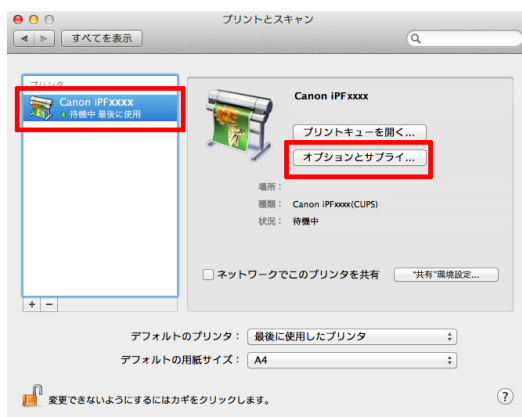 プリントとスキャン
すべてを表示
プリンタ
Canon iPFxxxx
待機中 最後に使用
Canon iPFxxxx
プリントキューを開く...
オプションとサプライ...
場所：
種類： Canon iPFxxxx(CUPS)
状況： 待機中
ネットワークでこのプリンタを共有 "共有"環境設定...
+ −
デフォルトのプリンタ： 最後に使用したプリンタ
デフォルトの用紙サイズ： A4
変更できないようにするにはカギをクリックします。 ?